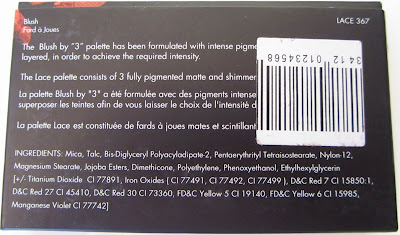 Blush
Fard à Joues
LACE 367
The Blush by "3" palette has been formulated with intense pigme
layered, in order to achieve the required intensity.
The Lace palette consists of 3 fully pigmented matte and shimmer
La palette Blush by "3" a été formulée avec des pigments intense
superposer les teintes afin de vous laisser le choix de l'intensité d
La palette Lace est constituée de fards à joues mates et scintillant
3412 01234568
INGREDIENTS: Mica, Talc, Bis-Diglyceryl Polyacyladipate-2, Pentaerythrityl Tetraisostearate, Nylon-12,
Magnesium Stearate, Jojoba Esters, Dimethicone, Polyethylene, Phenoxyethanol, Ethylhexylglycerin
[+/- Titanium Dioxide CI 77891, Iron Oxides ( CI 77491, CI 77492, CI 77499 ), D&C Red 7 CI 15850:1,
D&C Red 27 CI 45410, D&C Red 30 CI 73360, FD&C Yellow 5 CI 19140, FD&C Yellow 6 CI 15985,
Manganese Violet CI 77742]